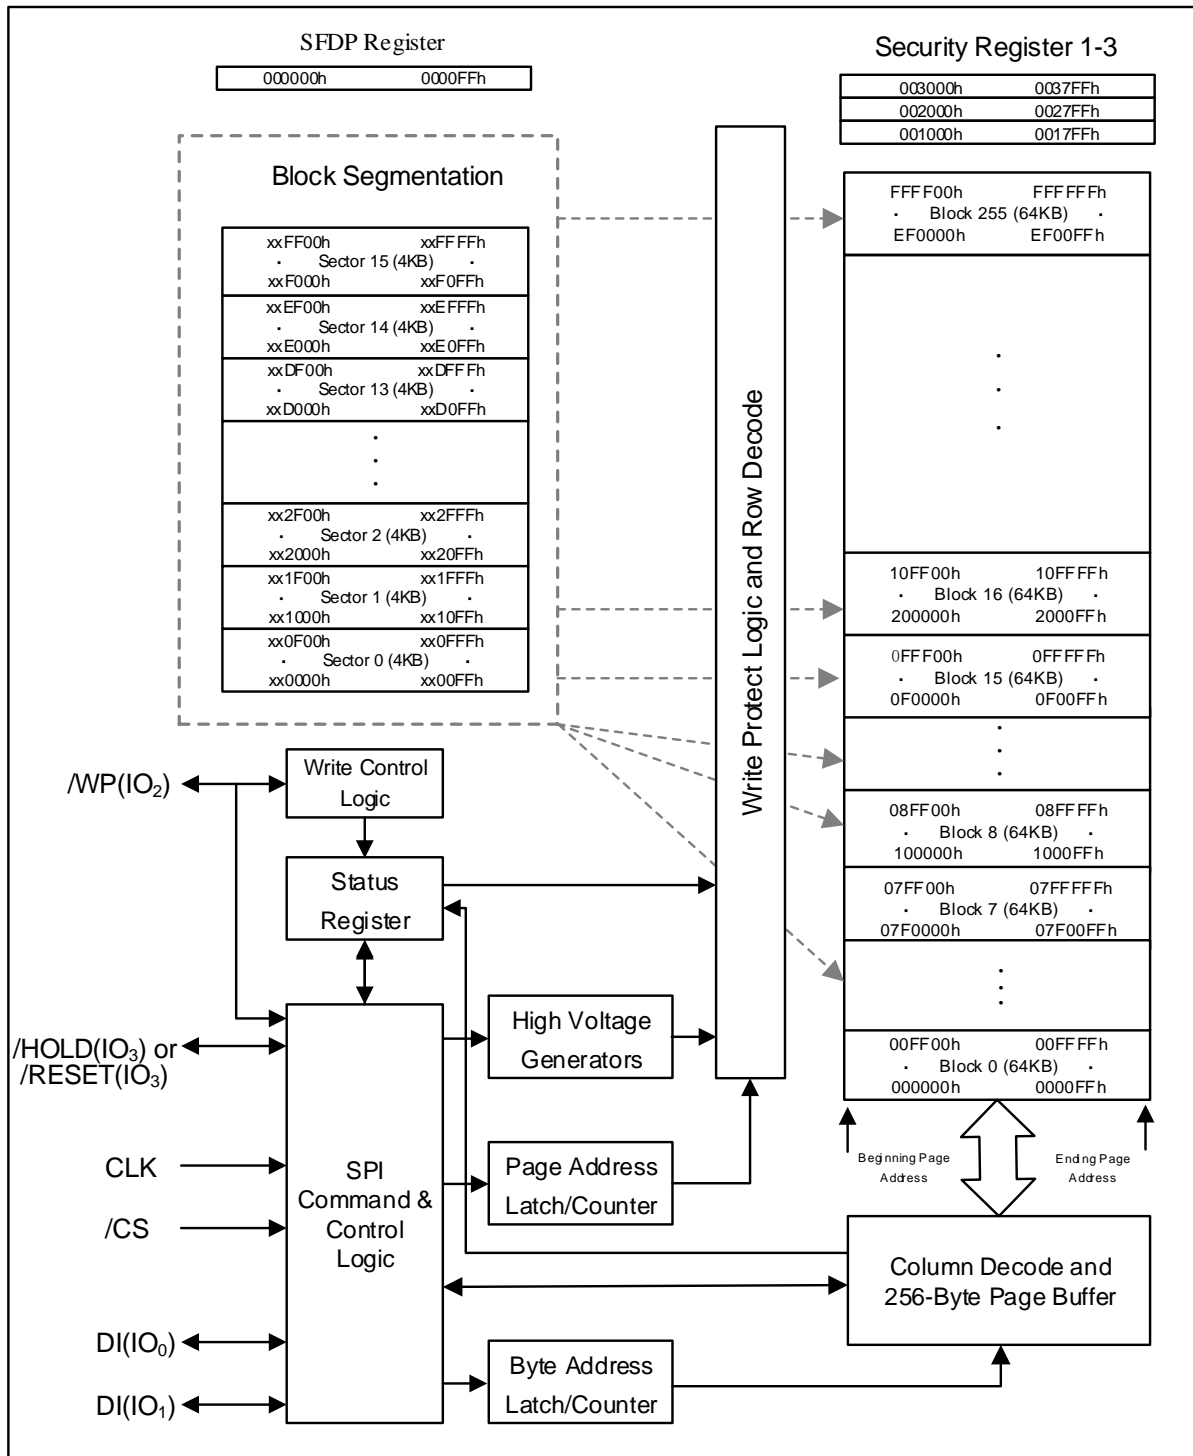 SFDP Register
000000h 0000FFh
Security Register 1-3
003000h 0037FFh
002000h 0027FFh
001000h 0017FFh
Block Segmentation
xxFF00h xxFFFFh
· Sector 15 (4KB) ·
xxF000h xxF0FFh
xxEF00h xxEFFFh
· Sector 14 (4KB) ·
xxE000h xxE0FFh
xxDF00h xxDFFFh
· Sector 13 (4KB) ·
xxD000h xxD0FFh
xx2F00h xx2FFFh
· Sector 2 (4KB) ·
xx2000h xx20FFh
xx1F00h xx1FFFh
· Sector 1 (4KB) ·
xx1000h xx10FFh
xx0F00h xx0FFFh
· Sector 0 (4KB) ·
xx0000h xx00FFh
Write Protect Logic and Row Decode
FFFF00h FFFFFFh
· Block 255 (64KB) ·
EF0000h EF00FFh
10FF00h 10FFFFh
· Block 16 (64KB) ·
200000h 2000FFh
0FFF00h 0FFFFFh
· Block 15 (64KB) ·
0F0000h 0F00FFh
08FF00h 08FFFFh
· Block 8 (64KB) ·
100000h 1000FFh
07FF00h 07FFFFFh
· Block 7 (64KB) ·
07F0000h 07F00FFh
00FF00h 00FFFFh
· Block 0 (64KB) ·
000000h 0000FFh
Beginning Page
Address
Ending Page
Address
/WP(IO2)
Write Control
Logic
Status
Register
/HOLD(IO3) or
/RESET(IO3)
CLK
/CS
DI(IO0)
DI(IO1)
SPI
Command &
Control
Logic
High Voltage
Generators
Page Address
Latch/Counter
Byte Address
Latch/Counter
Column Decode and
256-Byte Page Buffer